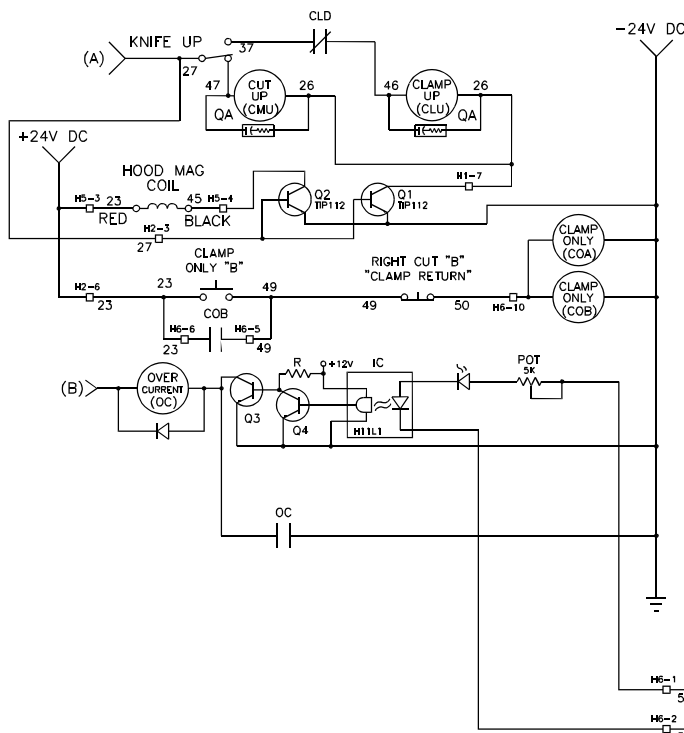 CLD
−24V DC
KNIFE UP
37
(A)
27
47
CUT
UP
(CMU)
26
46
CLAMP
UP
(CLU)
26
QA
QA
+24V DC
HOOD MAG
COIL
H1-7
H5-3
23
45
H5-4
Q2
TIP112
Q1
TIP112
RED
BLACK
H2-3
27
CLAMP
ONLY
(COA)
CLAMP
ONLY "B"
RIGHT CUT "B"
"CLAMP RETURN"
CLAMP
ONLY
(COB)
H2-6
23
23
49
49
50
H6-10
COB
H6-6
H6-5
23
49
R
+12V
IC
POT
5K
(B)
OVER
CURRENT
(OC)
Q3
Q4
H11L1
OC
H6-1
5
H6-2